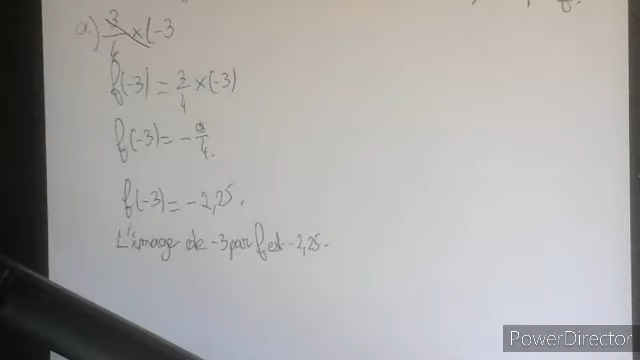 a) 3/4 × (-3
f(-3) = 3/4 × (-3)
f(-3) = - 9/4.
f(-3) = - 2,25.
L'image de -3 par f est -2,25.
PowerDirector